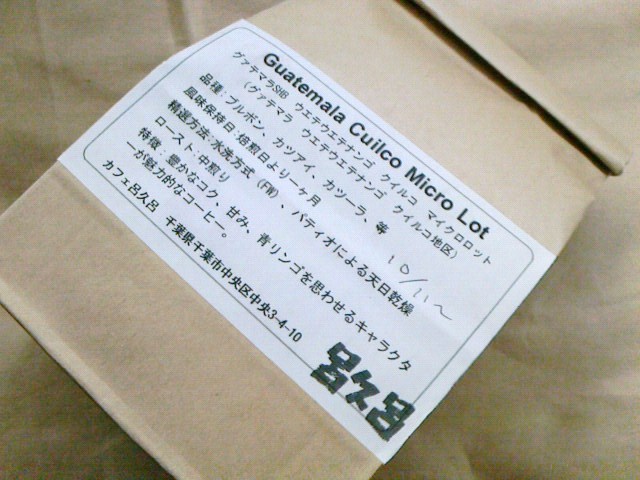 Guatemala Cuilco Micro Lot
グァテマラSHB ウエテウエテナンゴ クイルコ マイクロロット
(グァテマラ ウエテウエテナンゴ クイルコ地区)
品種：ブルボン、カツアイ、カツーラ、等
風味保持日：焙煎日より一ケ月 10/11～
精選方法：水洗方式（FW）、パティオによる天日乾燥
ロースト：中煎り
特徴：豊かなコク、甘み、青リンゴを思わせるキャラクタ
ーが魅力的なコーヒー。
カフェ呂久呂 千葉県千葉市中央区中央3-4-10
呂久呂